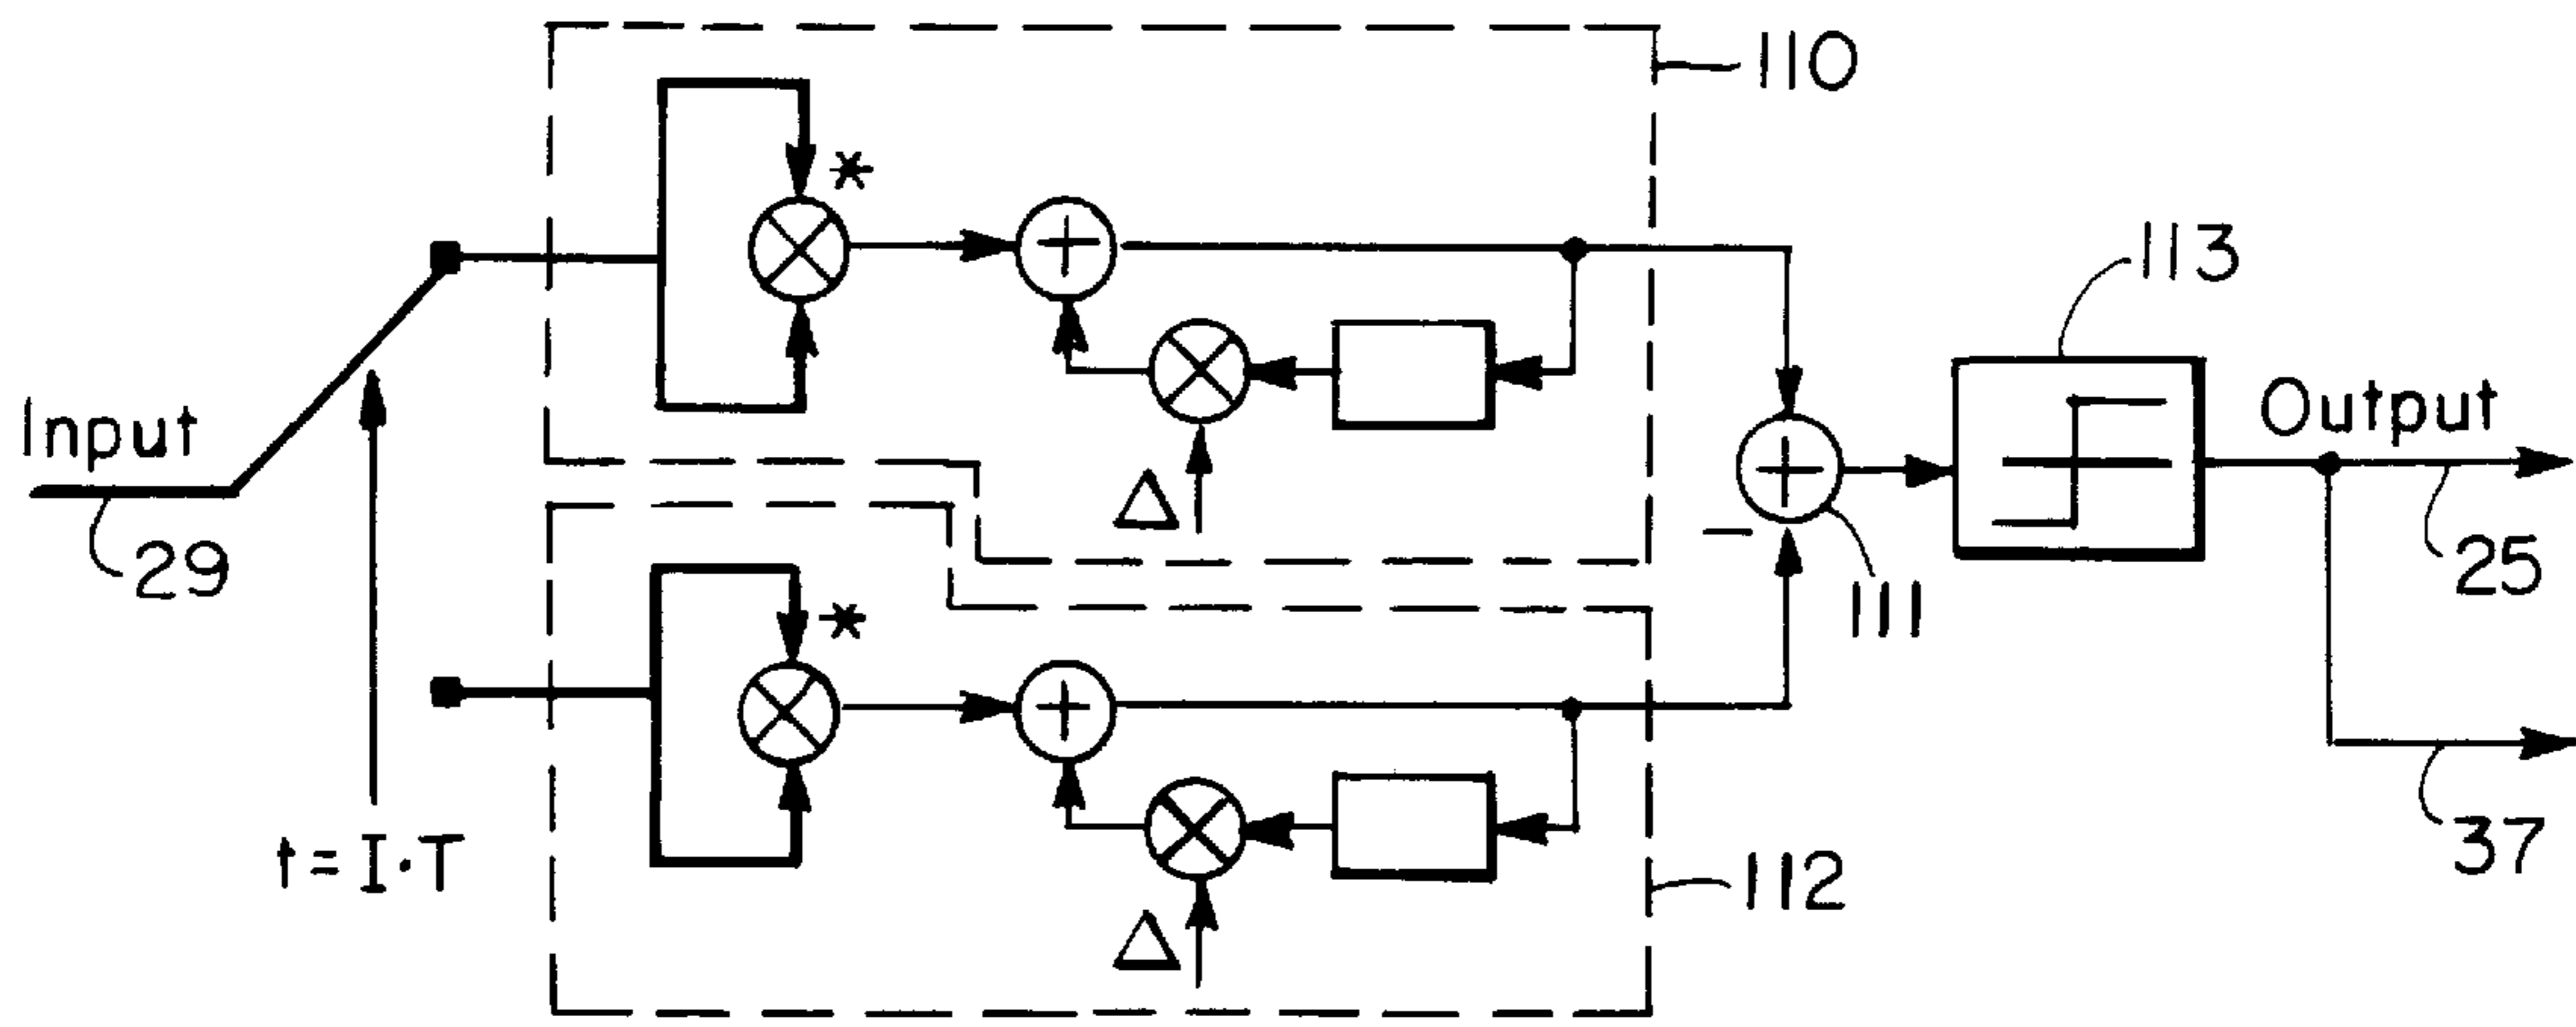 110
*
113
Input
Output
29
Δ
−
111
25
*
t = I·T
37
112
Δ